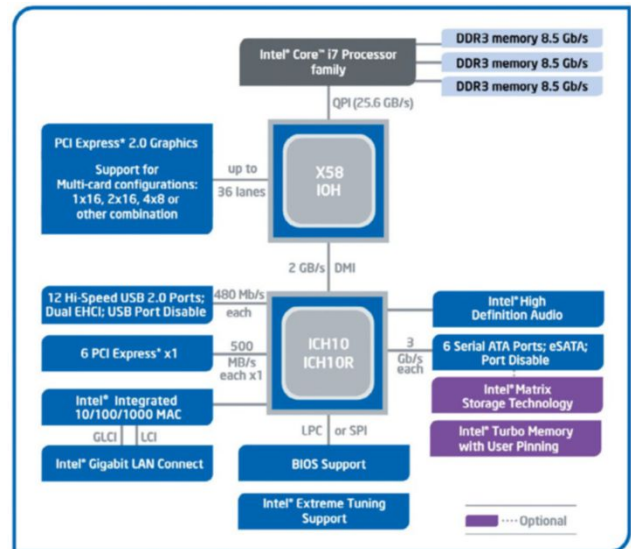 Intel® Core™ i7 Processor
family
DDR3 memory 8.5 Gb/s
DDR3 memory 8.5 Gb/s
DDR3 memory 8.5 Gb/s
QPI (25.6 GB/s)
PCI Express® 2.0 Graphics
Support for
Multi-card configurations:
1x16, 2x16, 4x8 or
other combination
up to
36 lanes
X58
IOH
2 GB/s DMI
12 Hi-Speed USB 2.0 Ports;
Dual EHCI; USB Port Disable
480 Mb/s
each
6 PCI Express® x1
500
MB/s
each x1
Intel® Integrated
10/100/1000 MAC
GLCI LCI
Intel® Gigabit LAN Connect
ICH10
ICH10R
Intel® High
Definition Audio
3
Gb/s
each
6 Serial ATA Ports; eSATA;
Port Disable
Intel® Matrix
Storage Technology
Intel® Turbo Memory
with User Pinning
LPC or SPI
BIOS Support
Intel® Extreme Tuning
Support
Optional